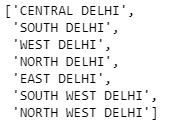 ['CENTRAL DELHI',
'SOUTH DELHI',
'WEST DELHI',
'NORTH DELHI',
'EAST DELHI',
'SOUTH WEST DELHI',
'NORTH WEST DELHI']